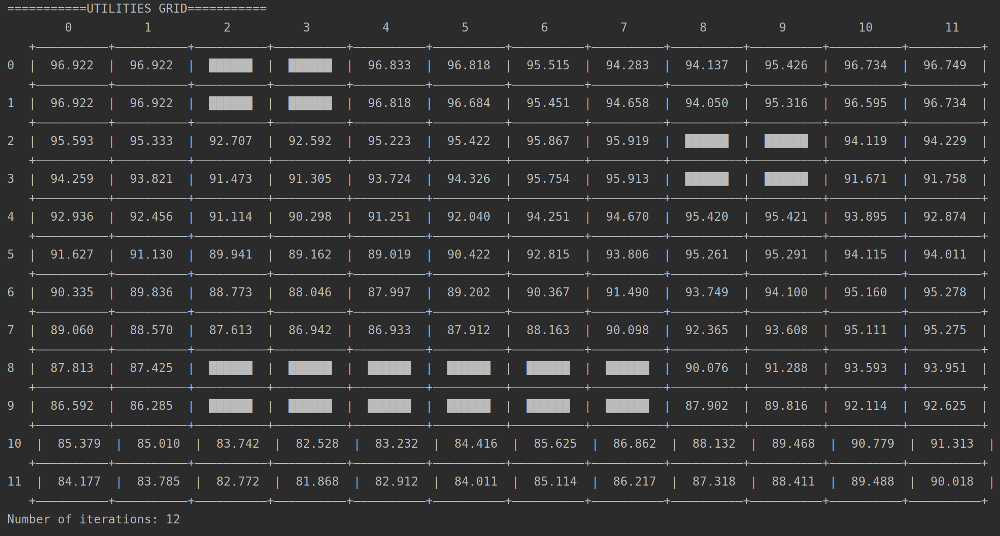 ===========UTILITIES GRID===========
0 1 2 3 4 5 6 7 8 9 10 11
+——————————+——————————+——————————+——————————+——————————+——————————+——————————+——————————+——————————+——————————+——————————+——————————+
0 | 96.922 | 96.922 | ██████ | ██████ | 96.833 | 96.818 | 95.515 | 94.283 | 94.137 | 95.426 | 96.734 | 96.749 |
+——————————+——————————+——————————+——————————+——————————+——————————+——————————+——————————+——————————+——————————+——————————+——————————+
1 | 96.922 | 96.922 | ██████ | ██████ | 96.818 | 96.684 | 95.451 | 94.658 | 94.050 | 95.316 | 96.595 | 96.734 |
+——————————+——————————+——————————+——————————+——————————+——————————+——————————+——————————+——————————+——————————+——————————+——————————+
2 | 95.593 | 95.333 | 92.707 | 92.592 | 95.223 | 95.422 | 95.867 | 95.919 | ██████ | ██████ | 94.119 | 94.229 |
+——————————+——————————+——————————+——————————+——————————+——————————+——————————+——————————+——————————+——————————+——————————+——————————+
3 | 94.259 | 93.821 | 91.473 | 91.305 | 93.724 | 94.326 | 95.754 | 95.913 | ██████ | ██████ | 91.671 | 91.758 |
+——————————+——————————+——————————+——————————+——————————+——————————+——————————+——————————+——————————+——————————+——————————+——————————+
4 | 92.936 | 92.456 | 91.114 | 90.298 | 91.251 | 92.040 | 94.251 | 94.670 | 95.420 | 95.421 | 93.895 | 92.874 |
+——————————+——————————+——————————+——————————+——————————+——————————+——————————+——————————+——————————+——————————+——————————+——————————+
5 | 91.627 | 91.130 | 89.941 | 89.162 | 89.019 | 90.422 | 92.815 | 93.806 | 95.261 | 95.291 | 94.115 | 94.011 |
+——————————+——————————+——————————+——————————+——————————+——————————+——————————+——————————+——————————+——————————+——————————+——————————+
6 | 90.335 | 89.836 | 88.773 | 88.046 | 87.997 | 89.202 | 90.367 | 91.490 | 93.749 | 94.100 | 95.160 | 95.278 |
+——————————+——————————+——————————+——————————+——————————+——————————+——————————+——————————+——————————+——————————+——————————+——————————+
7 | 89.060 | 88.570 | 87.613 | 86.942 | 86.933 | 87.912 | 88.163 | 90.098 | 92.365 | 93.608 | 95.111 | 95.275 |
+——————————+——————————+——————————+——————————+——————————+——————————+——————————+——————————+——————————+——————————+——————————+——————————+
8 | 87.813 | 87.425 | ██████ | ██████ | ██████ | ██████ | ██████ | ██████ | 90.076 | 91.288 | 93.593 | 93.951 |
+——————————+——————————+——————————+——————————+——————————+——————————+——————————+——————————+——————————+——————————+——————————+——————————+
9 | 86.592 | 86.285 | ██████ | ██████ | ██████ | ██████ | ██████ | ██████ | 87.902 | 89.816 | 92.114 | 92.625 |
+——————————+——————————+——————————+——————————+——————————+——————————+——————————+——————————+——————————+——————————+——————————+——————————+
10 | 85.379 | 85.010 | 83.742 | 82.528 | 83.232 | 84.416 | 85.625 | 86.862 | 88.132 | 89.468 | 90.779 | 91.313 |
+——————————+——————————+——————————+——————————+——————————+——————————+——————————+——————————+——————————+——————————+——————————+——————————+
11 | 84.177 | 83.785 | 82.772 | 81.868 | 82.912 | 84.011 | 85.114 | 86.217 | 87.318 | 88.411 | 89.488 | 90.018 |
+——————————+——————————+——————————+——————————+——————————+——————————+——————————+——————————+——————————+——————————+——————————+——————————+
Number of iterations: 12